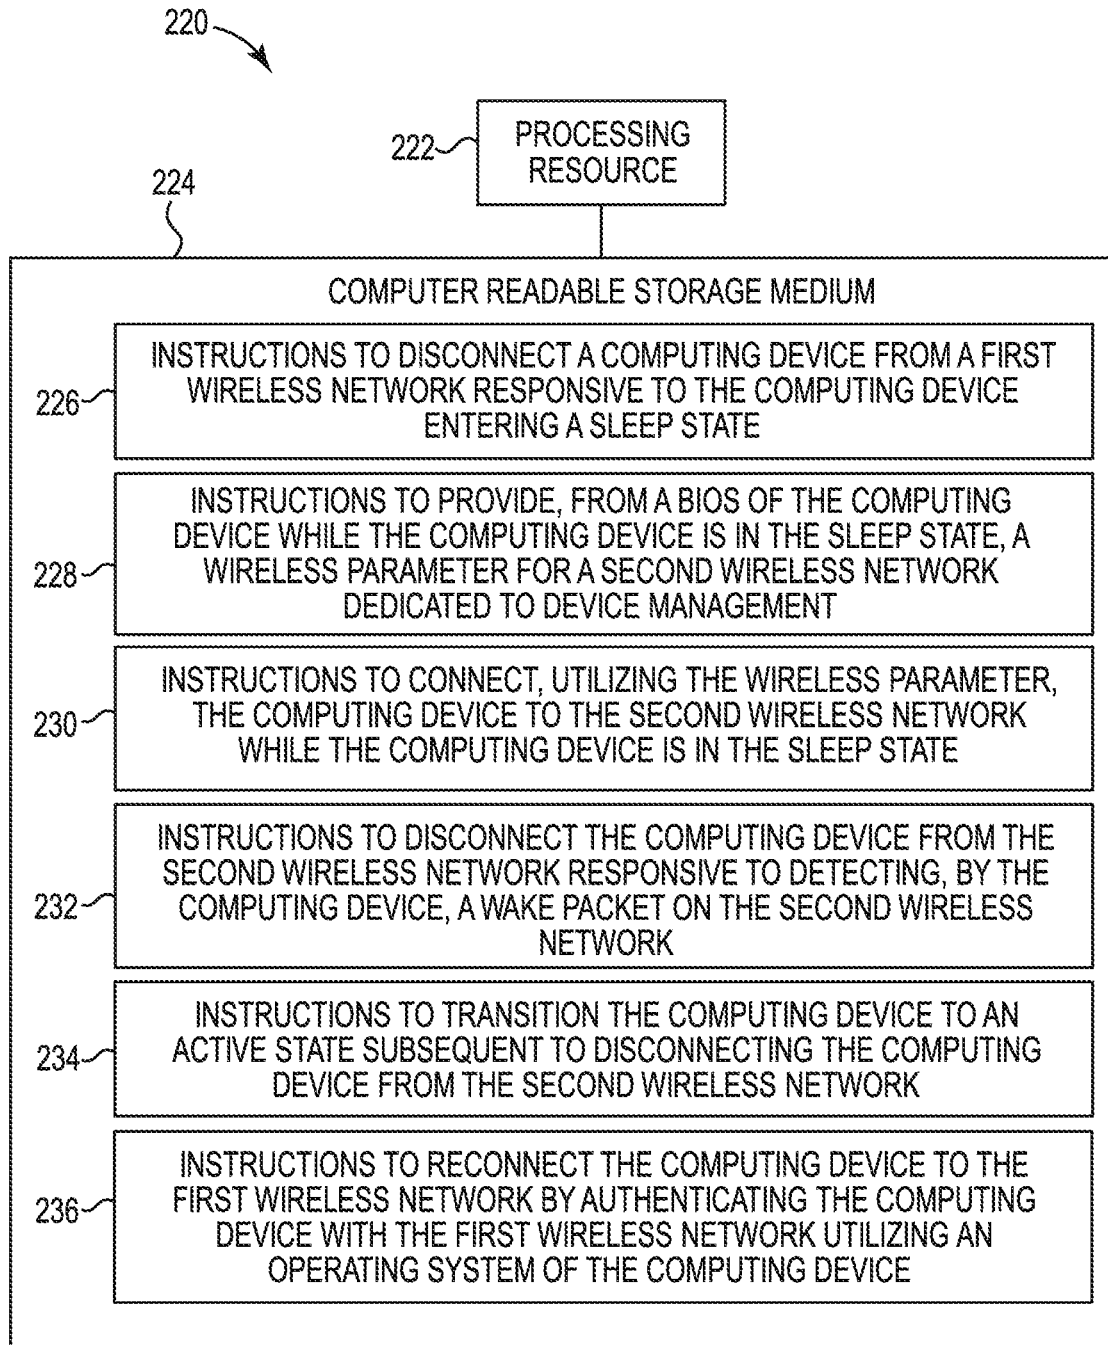 220
222
PROCESSING
RESOURCE
224
COMPUTER READABLE STORAGE MEDIUM
226
INSTRUCTIONS TO DISCONNECT A COMPUTING DEVICE FROM A FIRST
WIRELESS NETWORK RESPONSIVE TO THE COMPUTING DEVICE
ENTERING A SLEEP STATE
228
INSTRUCTIONS TO PROVIDE, FROM A BIOS OF THE COMPUTING
DEVICE WHILE THE COMPUTING DEVICE IS IN THE SLEEP STATE, A
WIRELESS PARAMETER FOR A SECOND WIRELESS NETWORK
DEDICATED TO DEVICE MANAGEMENT
230
INSTRUCTIONS TO CONNECT, UTILIZING THE WIRELESS PARAMETER,
THE COMPUTING DEVICE TO THE SECOND WIRELESS NETWORK
WHILE THE COMPUTING DEVICE IS IN THE SLEEP STATE
232
INSTRUCTIONS TO DISCONNECT THE COMPUTING DEVICE FROM THE
SECOND WIRELESS NETWORK RESPONSIVE TO DETECTING, BY THE
COMPUTING DEVICE, A WAKE PACKET ON THE SECOND WIRELESS
NETWORK
234
INSTRUCTIONS TO TRANSITION THE COMPUTING DEVICE TO AN
ACTIVE STATE SUBSEQUENT TO DISCONNECTING THE COMPUTING
DEVICE FROM THE SECOND WIRELESS NETWORK
236
INSTRUCTIONS TO RECONNECT THE COMPUTING DEVICE TO THE
FIRST WIRELESS NETWORK BY AUTHENTICATING THE COMPUTING
DEVICE WITH THE FIRST WIRELESS NETWORK UTILIZING AN
OPERATING SYSTEM OF THE COMPUTING DEVICE